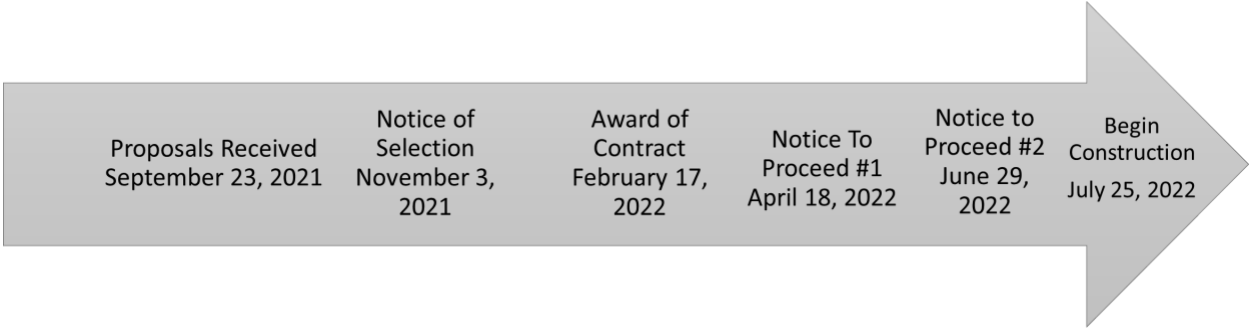 Proposals Received
September 23, 2021
Notice of
Selection
November 3,
2021
Award of
Contract
February 17,
2022
Notice To
Proceed #1
April 18, 2022
Notice to
Proceed #2
June 29,
2022
Begin
Construction
July 25, 2022